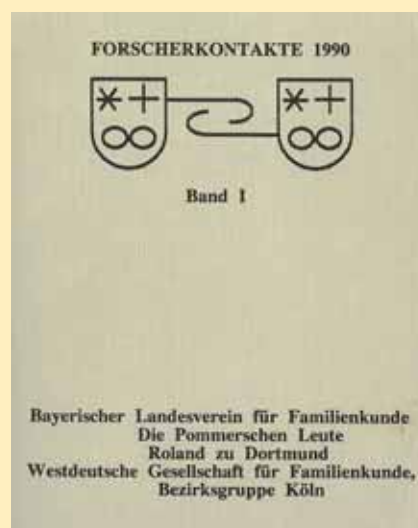 FORSCHERKONTAKTE 1990
Band I
Bayerischer Landesverein für Familienkunde
Die Pommerschen Leute
Roland zu Dortmund
Westdeutsche Gesellschaft für Familienkunde,
Bezirksgruppe Köln